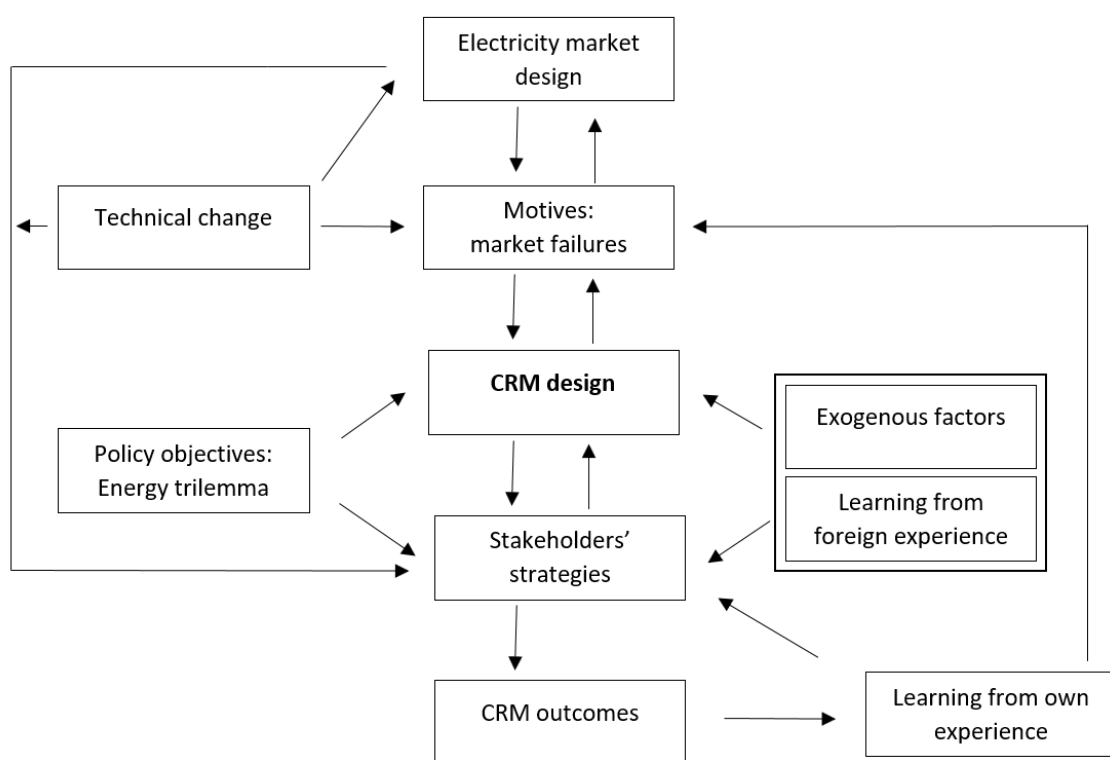 Electricity market
design
Technical change
Motives:
market failures
CRM design
Exogenous factors
Policy objectives:
Energy trilemma
Learning from
foreign experience
Stakeholders’
strategies
CRM outcomes
Learning from own
experience